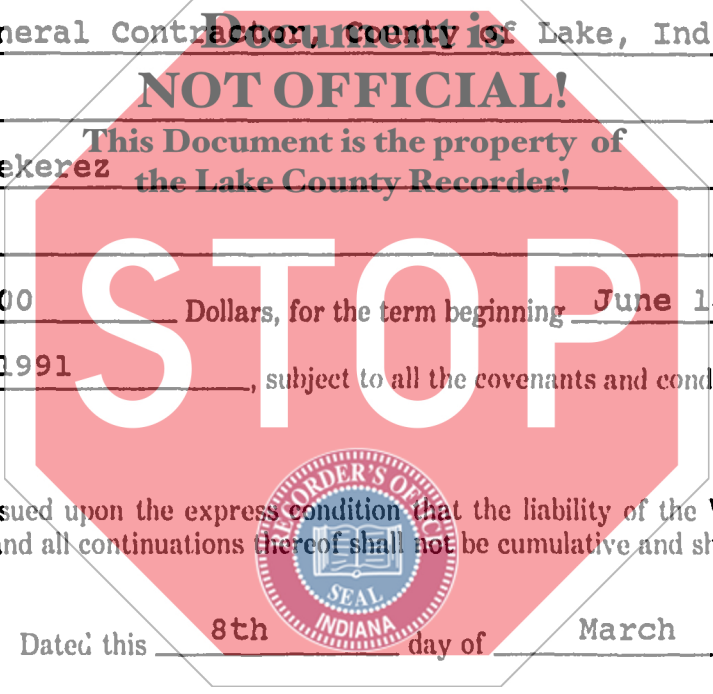 neral Contractor, County of Lake, Ind
Document is
NOT OFFICIAL!
This Document is the property of
ekerez
the Lake County Recorder!
STOP
00 Dollars, for the term beginning June 1
1991, subject to all the covenants and cond
RECORDER'S OFFICE
sued upon the express condition that the liability of the
and all continuations thereof shall not be cumulative and sh
SEAL
INDIANA
Dated this 8th day of March